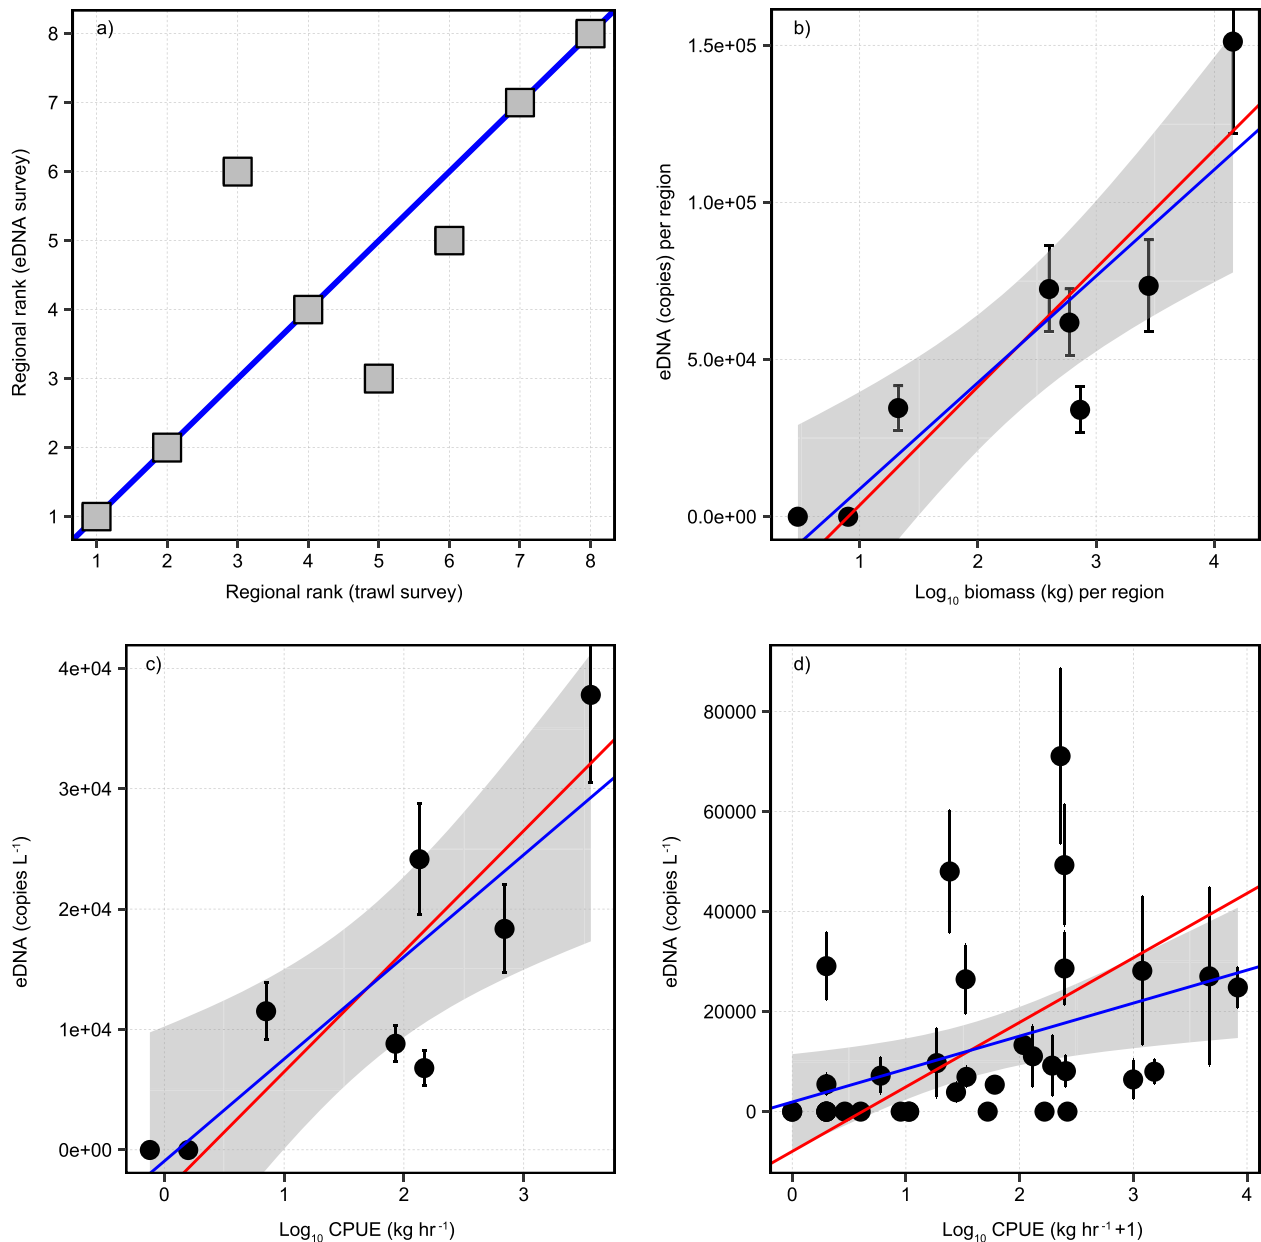 a)
8
7
6
5
4
3
2
1
Regional rank (eDNA survey)
1 2 3 4 5 6 7 8
Regional rank (trawl survey)
b)
1.5e+05
1.0e+05
5.0e+04
0.0e+00
eDNA (copies) per region
1 2 3 4
Log10 biomass (kg) per region
c)
4e+04
3e+04
2e+04
1e+04
0e+00
eDNA (copies L-1)
0 1 2 3
Log10 CPUE (kg hr-1)
d)
80000
60000
40000
20000
0
eDNA (copies L-1)
0 1 2 3 4
Log10 CPUE (kg hr-1+1)